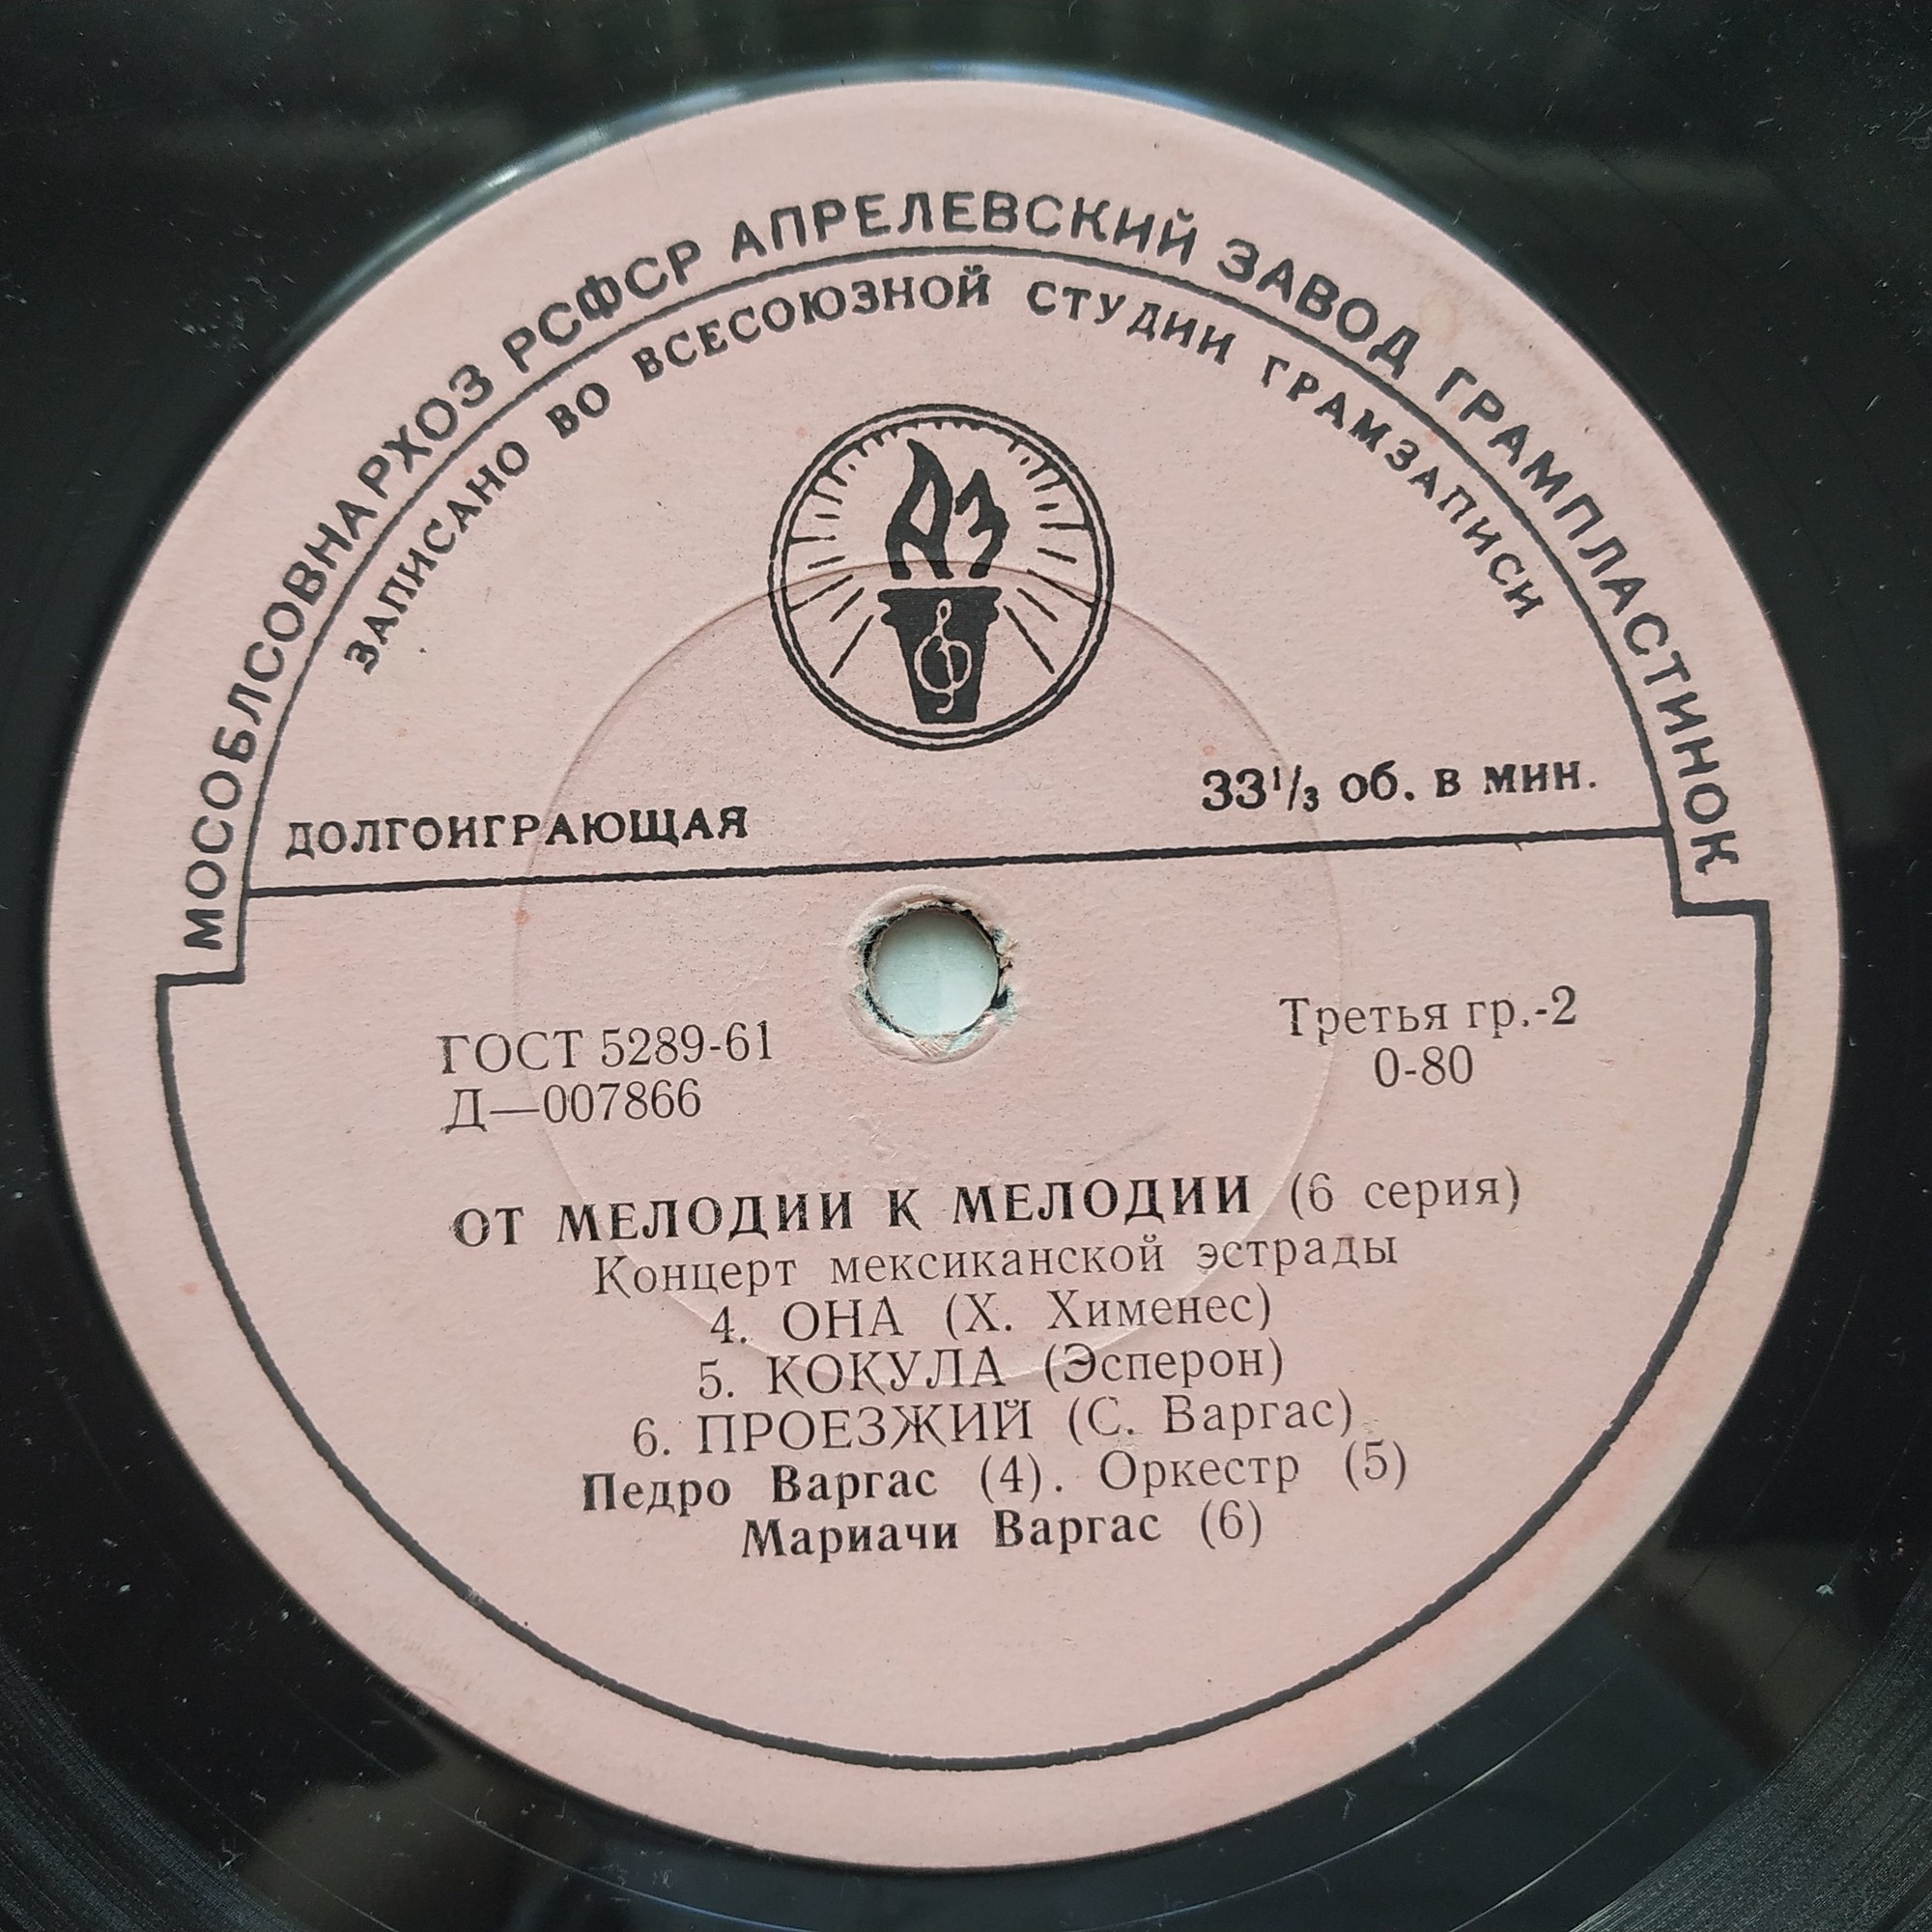 МОСОБЛСОВНАРХОЗ РСФСР АПРЕЛЕВСКИЙ ЗАВОД ГРАМПЛАСТИНОК
ЗАПИСАНО ВО ВСЕСОЮЗНОЙ СТУДИИ ГРАМЗАПИСИ
АЗ
ДОЛГОИГРАЮЩАЯ
33⅓ об. в мин.
ГОСТ 5289-61
Д—007866
Третья гр.-2
0-80
ОТ МЕЛОДИИ К МЕЛОДИИ (6 серия)
Концерт мексиканской эстрады
4. ОНА (Х. Хименес)
5. КОКУЛА (Эсперон)
6. ПРОЕЗЖИЙ (С. Варгас)
Педро Варгас (4). Оркестр (5)
Мариачи Варгас (6)